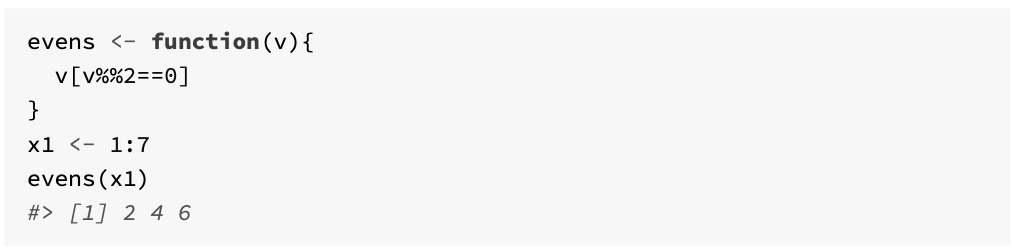 evens <- function(v){
  v[v%%2==0]
}
x1 <- 1:7
evens(x1)
#> [1] 2 4 6